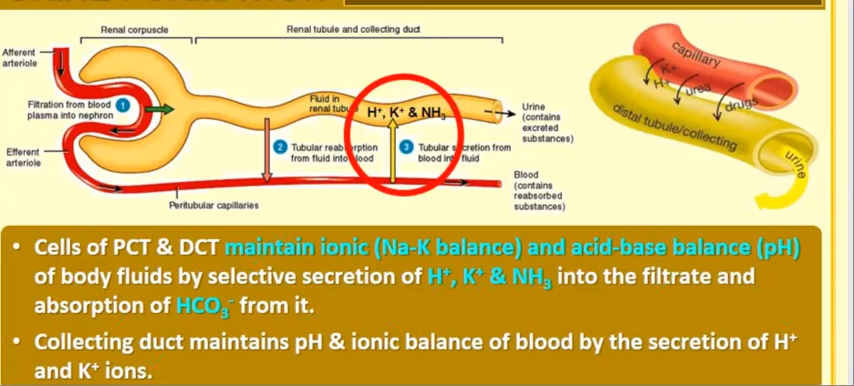 Renal corpuscle
Renal tubule and collecting duct
Afferent
arteriole
Filtration from blood
plasma into nephron
1
Efferent
arteriole
Fluid in
renal
H⁺, K⁺ & NH₃
2 Tubular
from fluid
3 Tubular
blood fluid
Peritubular capillaries
Urine
(contains
excreted
substances)
Blood
(contains
reabsorbed
substances)
capillary
K⁺
H⁺
urea
drugs
distal tubule/collecting
urine
• Cells of PCT & DCT maintain ionic (Na-K balance) and acid-base balance (pH)
of body fluids by selective secretion of H⁺, K⁺ & NH₃ into the filtrate and
absorption of HCO₃⁻ from it.
• Collecting duct maintains pH & ionic balance of blood by the secretion of H⁺
and K⁺ ions.